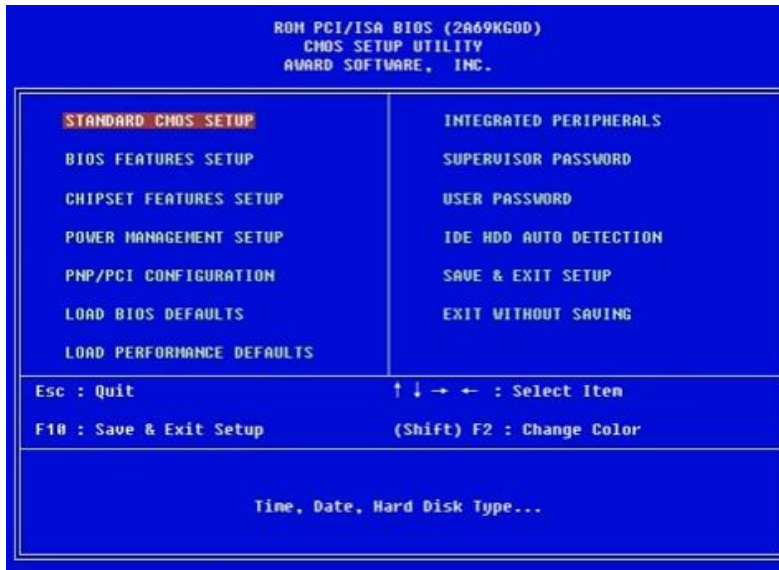 ROM PCI/ISA BIOS (2A69KGOD)
CMOS SETUP UTILITY
AWARD SOFTWARE, INC.
STANDARD CMOS SETUP
BIOS FEATURES SETUP
CHIPSET FEATURES SETUP
POWER MANAGEMENT SETUP
PNP/PCI CONFIGURATION
LOAD BIOS DEFAULTS
LOAD PERFORMANCE DEFAULTS
INTEGRATED PERIPHERALS
SUPERVISOR PASSWORD
USER PASSWORD
IDE HDD AUTO DETECTION
SAVE & EXIT SETUP
EXIT WITHOUT SAVING
Esc : Quit
↑ ↓ → ← : Select Item
F10 : Save & Exit Setup
(Shift) F2 : Change Color
Time, Date, Hard Disk Type...